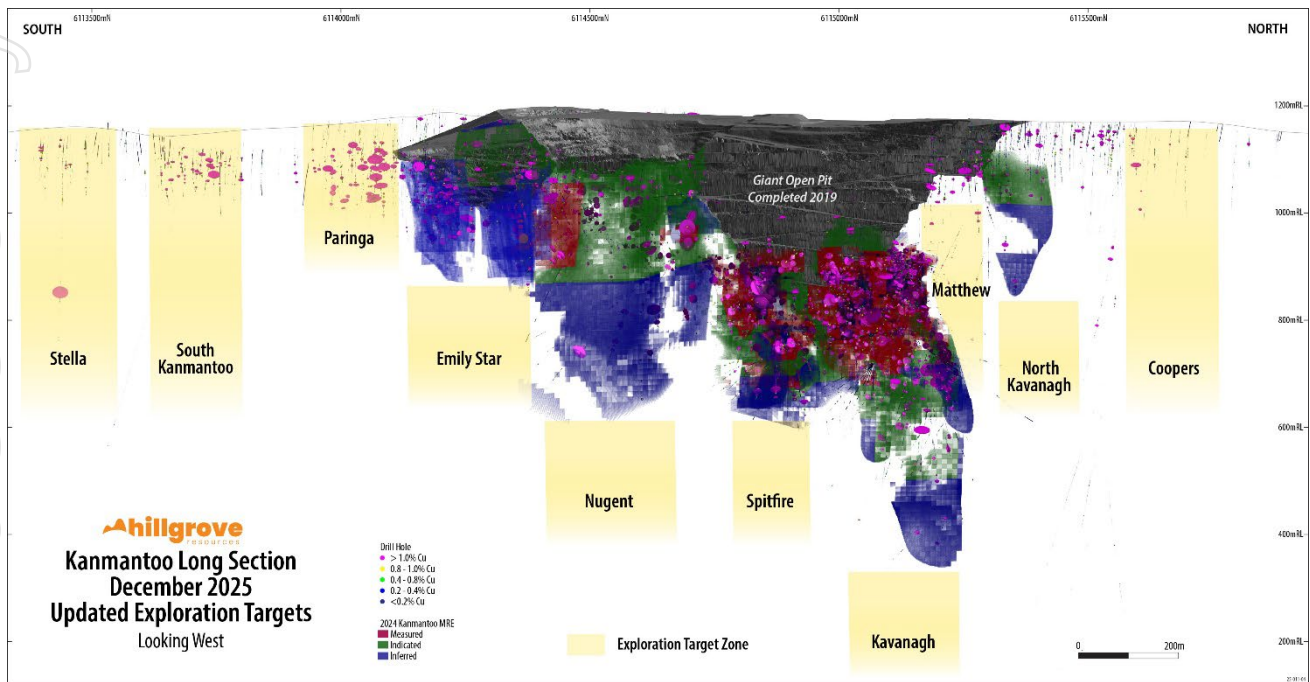 6113500mN 6114000mN 6114500mN 6115000mN 6115500mN
SOUTH NORTH
1200mRL
Giant Open Pit
Completed 2019
1000mRL
Paringa
Matthew
800mRL
Stella
South
Kanmantoo
Emily Star
North
Kavanagh
Coopers
600mRL
Nugent
Spitfire
400mRL
hillgrove
resources
Kanmantoo Long Section
December 2025
Updated Exploration Targets
Looking West
Drill Hole
> 1.0% Cu
0.8 - 1.0% Cu
0.4 - 0.8% Cu
0.2 - 0.4% Cu
<0.2% Cu
2024 Kanmantoo MRE
Measured
Indicated
Inferred
Exploration Target Zone
Kavanagh
0 200m
200mRL